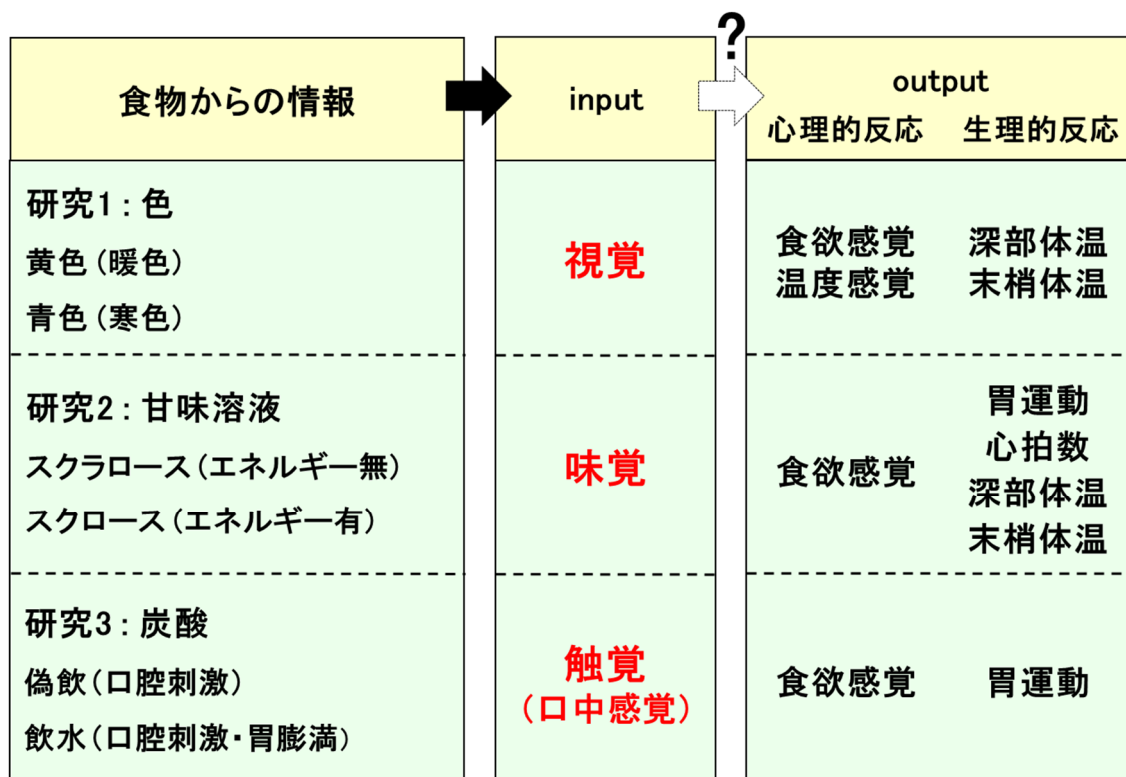 食物からの情報
input
?
output
心理的反応 生理的反応
研究1:色
黄色(暖色)
青色(寒色)
視覚
食欲感覚 深部体温
温度感覚 末梢体温
研究2:甘味溶液
スクラロース(エネルギー無)
スクロース(エネルギー有)
味覚
食欲感覚
胃運動
心拍数
深部体温
末梢体温
研究3:炭酸
偽飲(口腔刺激)
飲水(口腔刺激・胃膨満)
触覚
(口中感覚)
食欲感覚 胃運動